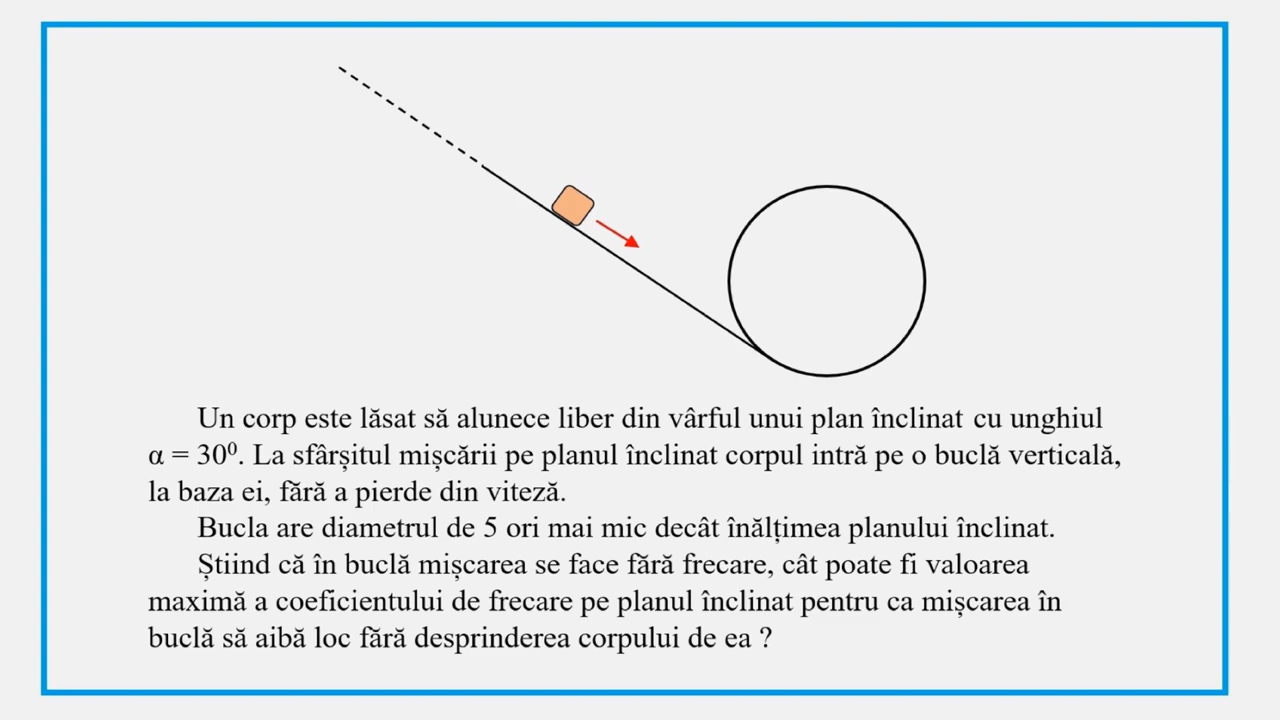 Un corp este lăsat să alunece liber din vârful unui plan înclinat cu unghiul
α = 30⁰. La sfârșitul mișcării pe planul înclinat corpul intră pe o buclă verticală,
la baza ei, fără a pierde din viteză.
Bucla are diametrul de 5 ori mai mic decât înălțimea planului înclinat.
Știind că în buclă mișcarea se face fără frecare, cât poate fi valoarea
maximă a coeficientului de frecare pe planul înclinat pentru ca mișcarea în
buclă să aibă loc fără desprinderea corpului de ea ?